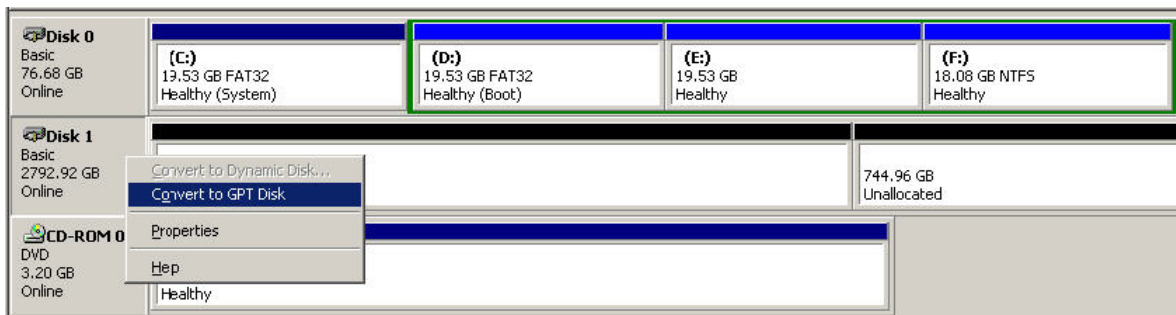 Disk 0
Basic
76.68 GB
Online
(C:)
19.53 GB FAT32
Healthy (System)
(D:)
19.53 GB FAT32
Healthy (Boot)
(E:)
19.53 GB
Healthy
(F:)
18.08 GB NTFS
Healthy
Disk 1
Basic
2792.92 GB
Online
744.96 GB
Unallocated
Convert to Dynamic Disk...
Convert to GPT Disk
Properties
Help
CD-ROM 0
DVD
3.20 GB
Online
Healthy